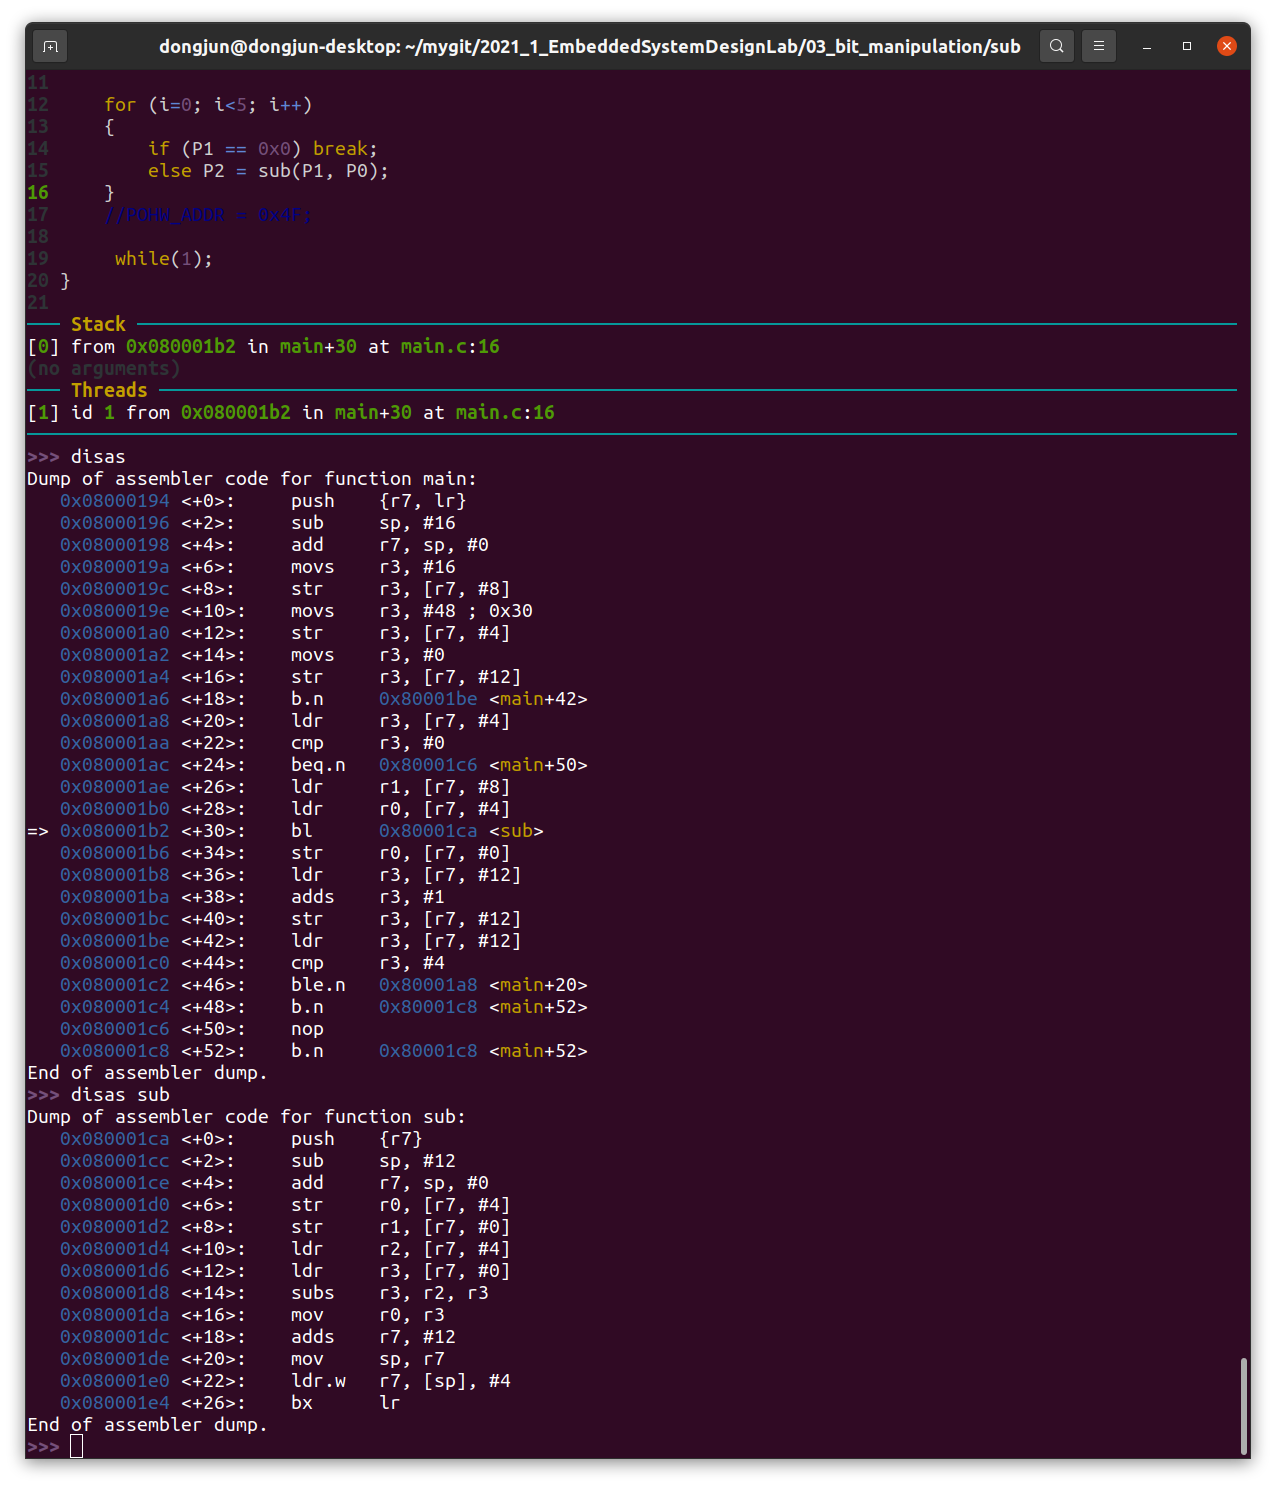 dongjun@dongjun-desktop: ~/mygit/2021_1_EmbeddedSystemDesignLab/03_bit_manipulation/sub
11
12     for (i=0; i<5; i++)
13     {
14         if (P1 == 0x0) break;
15         else P2 = sub(P1, P0);
16     }
17     //POHW_ADDR = 0x4F;
18
19      while(1);
20 }
21
Stack
[0] from 0x080001b2 in main+30 at main.c:16
(no arguments)
Threads
[1] id 1 from 0x080001b2 in main+30 at main.c:16
>>> disas
Dump of assembler code for function main:
   0x08000194 <+0>:     push    {r7, lr}
   0x08000196 <+2>:     sub     sp, #16
   0x08000198 <+4>:     add     r7, sp, #0
   0x0800019a <+6>:     movs    r3, #16
   0x0800019c <+8>:     str     r3, [r7, #8]
   0x0800019e <+10>:    movs    r3, #48 ; 0x30
   0x080001a0 <+12>:    str     r3, [r7, #4]
   0x080001a2 <+14>:    movs    r3, #0
   0x080001a4 <+16>:    str     r3, [r7, #12]
   0x080001a6 <+18>:    b.n     0x80001be <main+42>
   0x080001a8 <+20>:    ldr     r3, [r7, #4]
   0x080001aa <+22>:    cmp     r3, #0
   0x080001ac <+24>:    beq.n   0x80001c6 <main+50>
   0x080001ae <+26>:    ldr     r1, [r7, #8]
   0x080001b0 <+28>:    ldr     r0, [r7, #4]
=> 0x080001b2 <+30>:    bl      0x80001ca <sub>
   0x080001b6 <+34>:    str     r0, [r7, #0]
   0x080001b8 <+36>:    ldr     r3, [r7, #12]
   0x080001ba <+38>:    adds    r3, #1
   0x080001bc <+40>:    str     r3, [r7, #12]
   0x080001be <+42>:    ldr     r3, [r7, #12]
   0x080001c0 <+44>:    cmp     r3, #4
   0x080001c2 <+46>:    ble.n   0x80001a8 <main+20>
   0x080001c4 <+48>:    b.n     0x80001c8 <main+52>
   0x080001c6 <+50>:    nop
   0x080001c8 <+52>:    b.n     0x80001c8 <main+52>
End of assembler dump.
>>> disas sub
Dump of assembler code for function sub:
   0x080001ca <+0>:     push    {r7}
   0x080001cc <+2>:     sub     sp, #12
   0x080001ce <+4>:     add     r7, sp, #0
   0x080001d0 <+6>:     str     r0, [r7, #4]
   0x080001d2 <+8>:     str     r1, [r7, #0]
   0x080001d4 <+10>:    ldr     r2, [r7, #4]
   0x080001d6 <+12>:    ldr     r3, [r7, #0]
   0x080001d8 <+14>:    subs    r3, r2, r3
   0x080001da <+16>:    mov     r0, r3
   0x080001dc <+18>:    adds    r7, #12
   0x080001de <+20>:    mov     sp, r7
   0x080001e0 <+22>:    ldr.w   r7, [sp], #4
   0x080001e4 <+26>:    bx      lr
End of assembler dump.
>>>